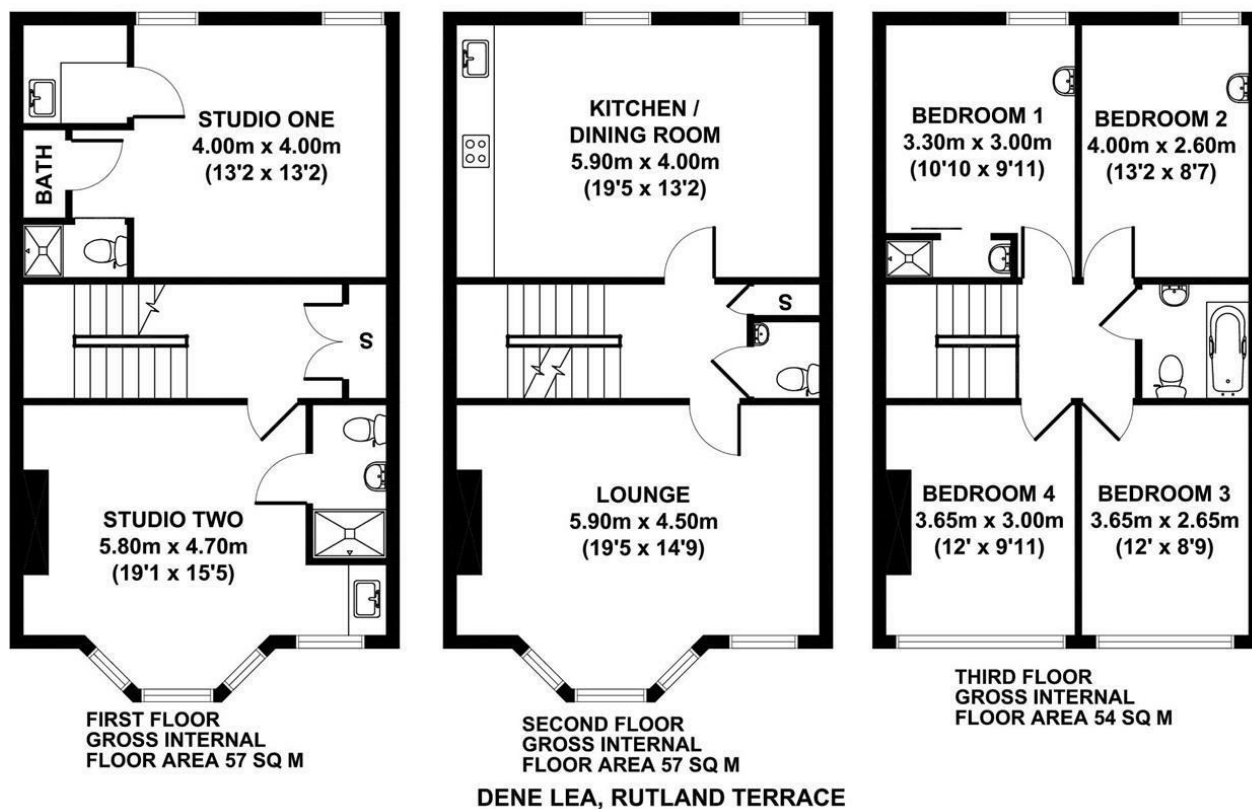 STUDIO ONE
4.00m x 4.00m
(13'2 x 13'2)
BATH
S
STUDIO TWO
5.80m x 4.70m
(19'1 x 15'5)
FIRST FLOOR
GROSS INTERNAL
FLOOR AREA 57 SQ M
KITCHEN /
DINING ROOM
5.90m x 4.00m
(19'5 x 13'2)
S
LOUNGE
5.90m x 4.50m
(19'5 x 14'9)
SECOND FLOOR
GROSS INTERNAL
FLOOR AREA 57 SQ M
BEDROOM 1
3.30m x 3.00m
(10'10 x 9'11)
BEDROOM 2
4.00m x 2.60m
(13'2 x 8'7)
BEDROOM 4
3.65m x 3.00m
(12' x 9'11)
BEDROOM 3
3.65m x 2.65m
(12' x 8'9)
THIRD FLOOR
GROSS INTERNAL
FLOOR AREA 54 SQ M
DENE LEA, RUTLAND TERRACE